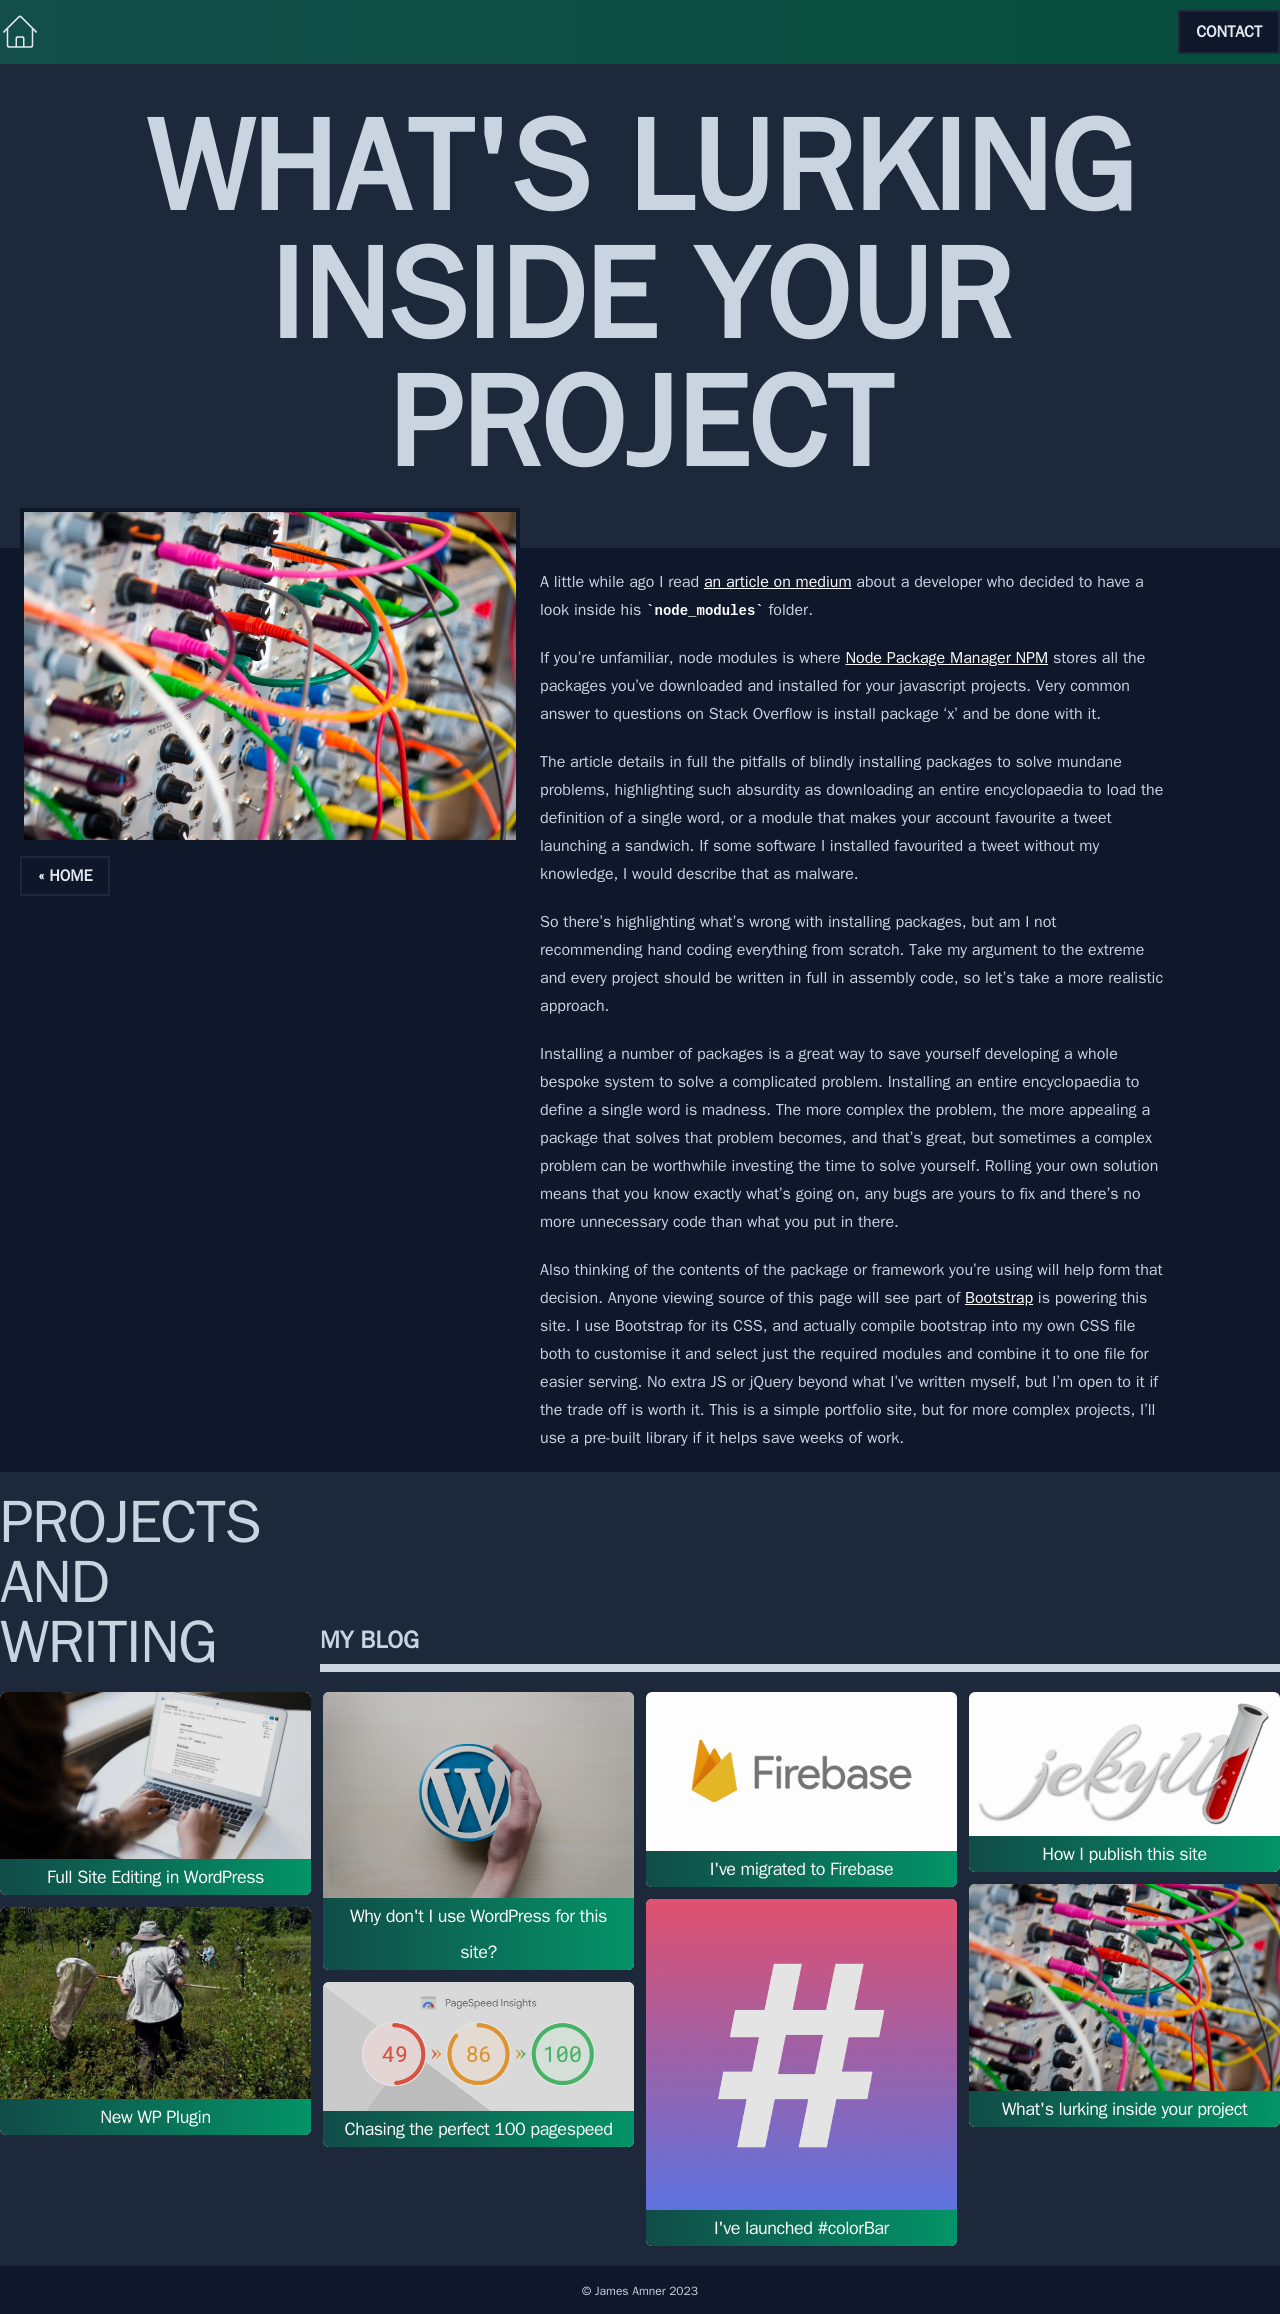 CONTACT
WHAT'S LURKING
INSIDE YOUR
PROJECT
A little while ago I read an article on medium about a developer who decided to have a
look inside his `node_modules` folder.
If you’re unfamiliar, node modules is where Node Package Manager NPM stores all the
packages you’ve downloaded and installed for your javascript projects. Very common
answer to questions on Stack Overflow is install package ‘x’ and be done with it.
The article details in full the pitfalls of blindly installing packages to solve mundane
problems, highlighting such absurdity as downloading an entire encyclopaedia to load the
definition of a single word, or a module that makes your account favourite a tweet
launching a sandwich. If some software I installed favourited a tweet without my
knowledge, I would describe that as malware.
« HOME
So there’s highlighting what’s wrong with installing packages, but am I not
recommending hand coding everything from scratch. Take my argument to the extreme
and every project should be written in full in assembly code, so let’s take a more realistic
approach.
Installing a number of packages is a great way to save yourself developing a whole
bespoke system to solve a complicated problem. Installing an entire encyclopaedia to
define a single word is madness. The more complex the problem, the more appealing a
package that solves that problem becomes, and that’s great, but sometimes a complex
problem can be worthwhile investing the time to solve yourself. Rolling your own solution
means that you know exactly what’s going on, any bugs are yours to fix and there’s no
more unnecessary code than what you put in there.
Also thinking of the contents of the package or framework you’re using will help form that
decision. Anyone viewing source of this page will see part of Bootstrap is powering this
site. I use Bootstrap for its CSS, and actually compile bootstrap into my own CSS file
both to customise it and select just the required modules and combine it to one file for
easier serving. No extra JS or jQuery beyond what I’ve written myself, but I’m open to it if
the trade off is worth it. This is a simple portfolio site, but for more complex projects, I’ll
use a pre-built library if it helps save weeks of work.
PROJECTS
AND
WRITING
MY BLOG
Full Site Editing in WordPress
New WP Plugin
W
Why don't I use WordPress for this
site?
PageSpeed Insights
49 » 86 » 100
Chasing the perfect 100 pagespeed
Firebase
I've migrated to Firebase
#
I've launched #colorBar
jekyll
How I publish this site
What's lurking inside your project
© James Amner 2023